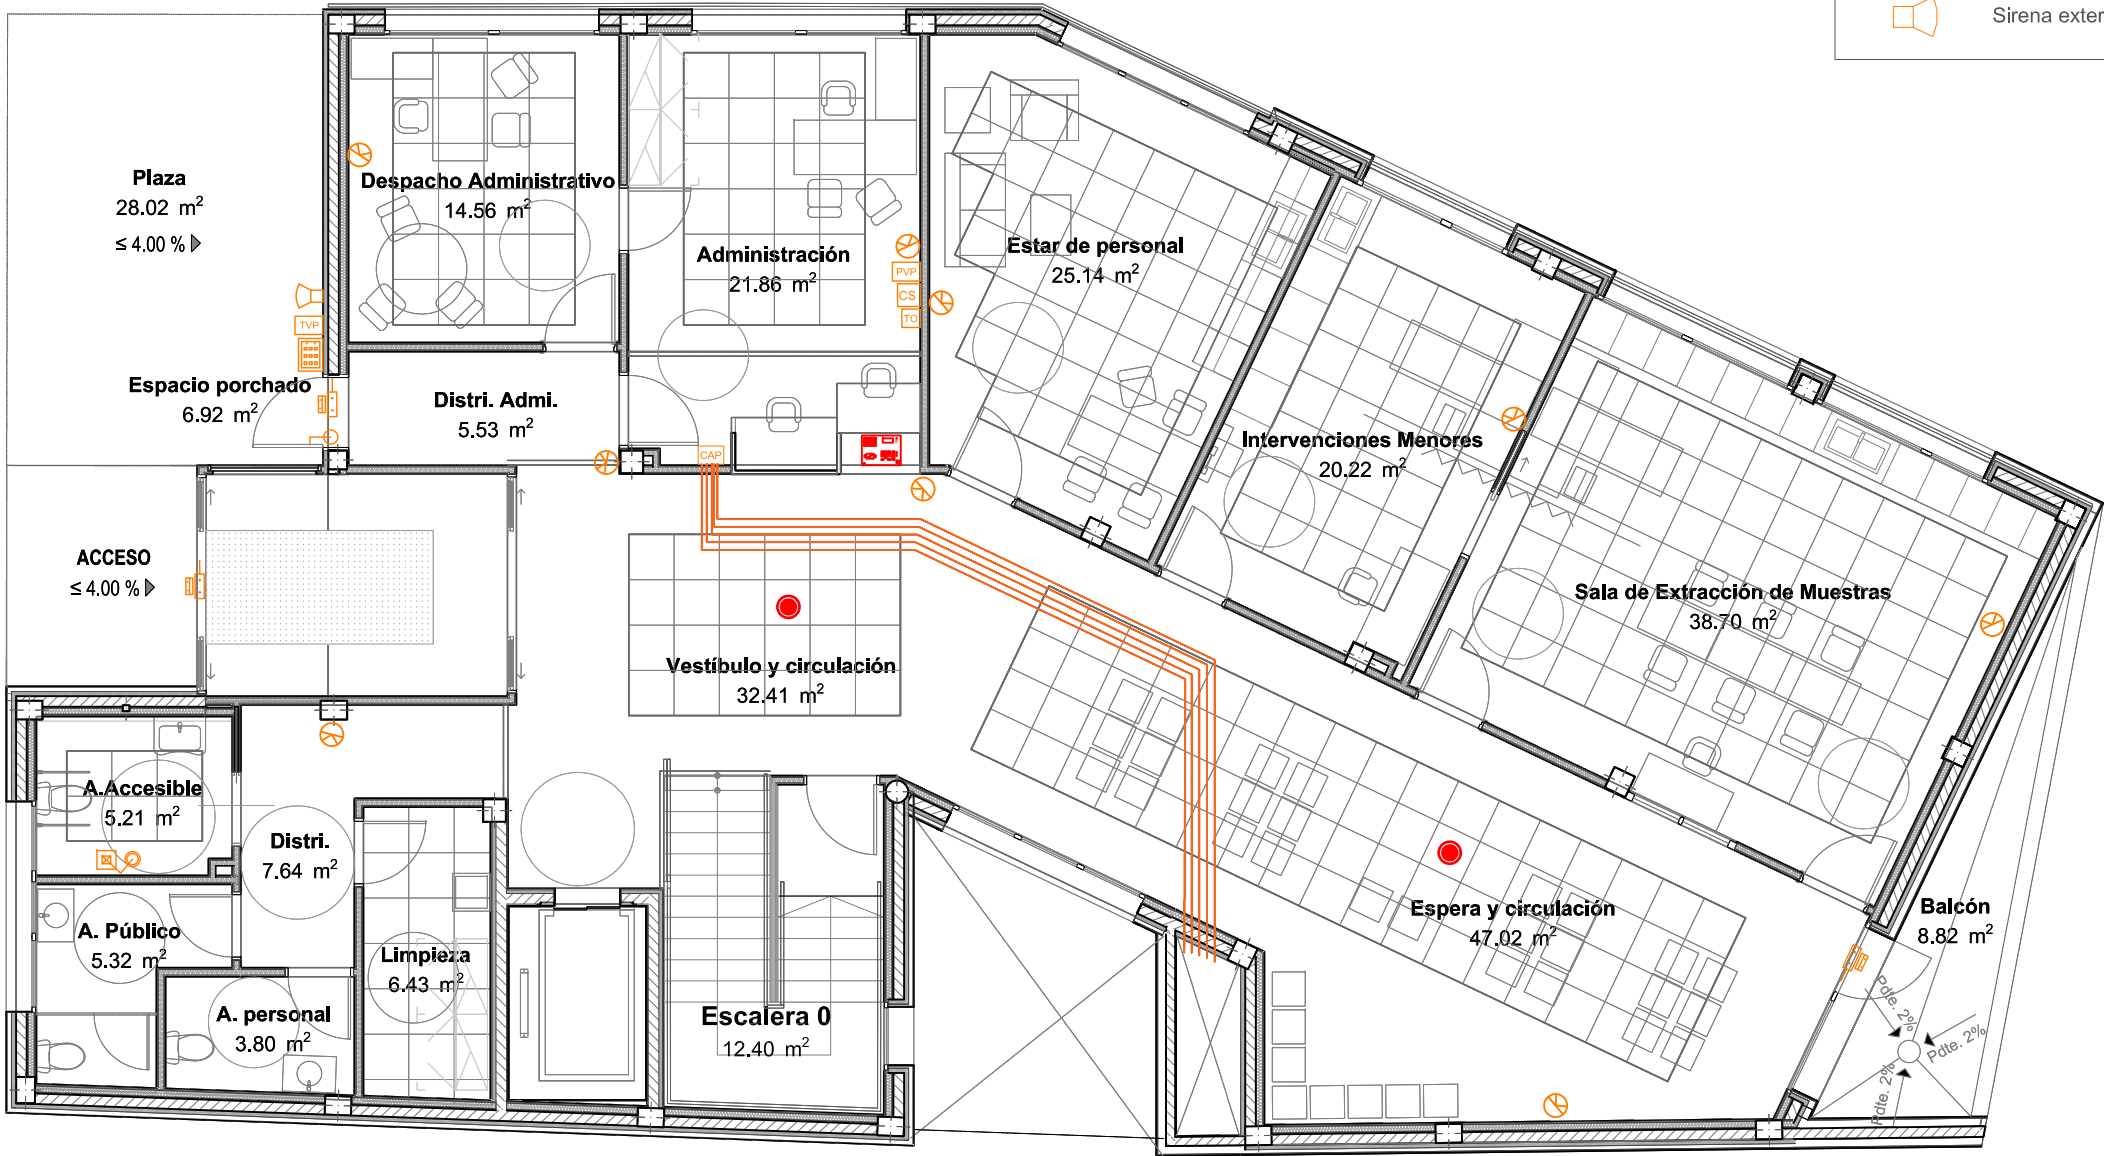 Sirena exter
Plaza
28.02 m²
≤ 4.00 %
Despacho Administrativo
14.56 m²
Administración
21.86 m²
PVP
CS
TO
TVP
Estar de personal
25.14 m²
Espacio porchado
6.92 m²
Distri. Admi.
5.53 m²
CAP
Intervenciones Menores
20.22 m²
ACCESO
≤ 4.00 %
Sala de Extracción de Muestras
38.70 m²
Vestíbulo y circulación
32.41 m²
A.Accesible
5.21 m²
Distri.
7.64 m²
A. Público
5.32 m²
Limpieza
6.43 m²
A. personal
3.80 m²
Escalera 0
12.40 m²
Espera y circulación
47.02 m²
Balcón
8.82 m²
Pdte. 2%
Pdte. 2%
Pdte. 2%